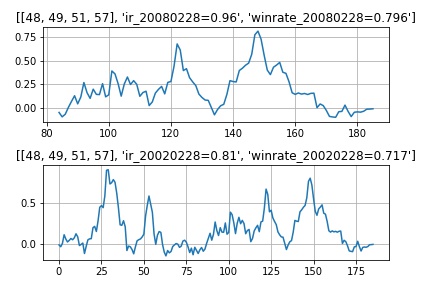 [[48, 49, 51, 57], 'ir_20080228=0.96', 'winrate_20080228=0.796']
0.75
0.50
0.25
0.00
80 100 120 140 160 180
[[48, 49, 51, 57], 'ir_20020228=0.81', 'winrate_20020228=0.717']
0.5
0.0
0 25 50 75 100 125 150 175